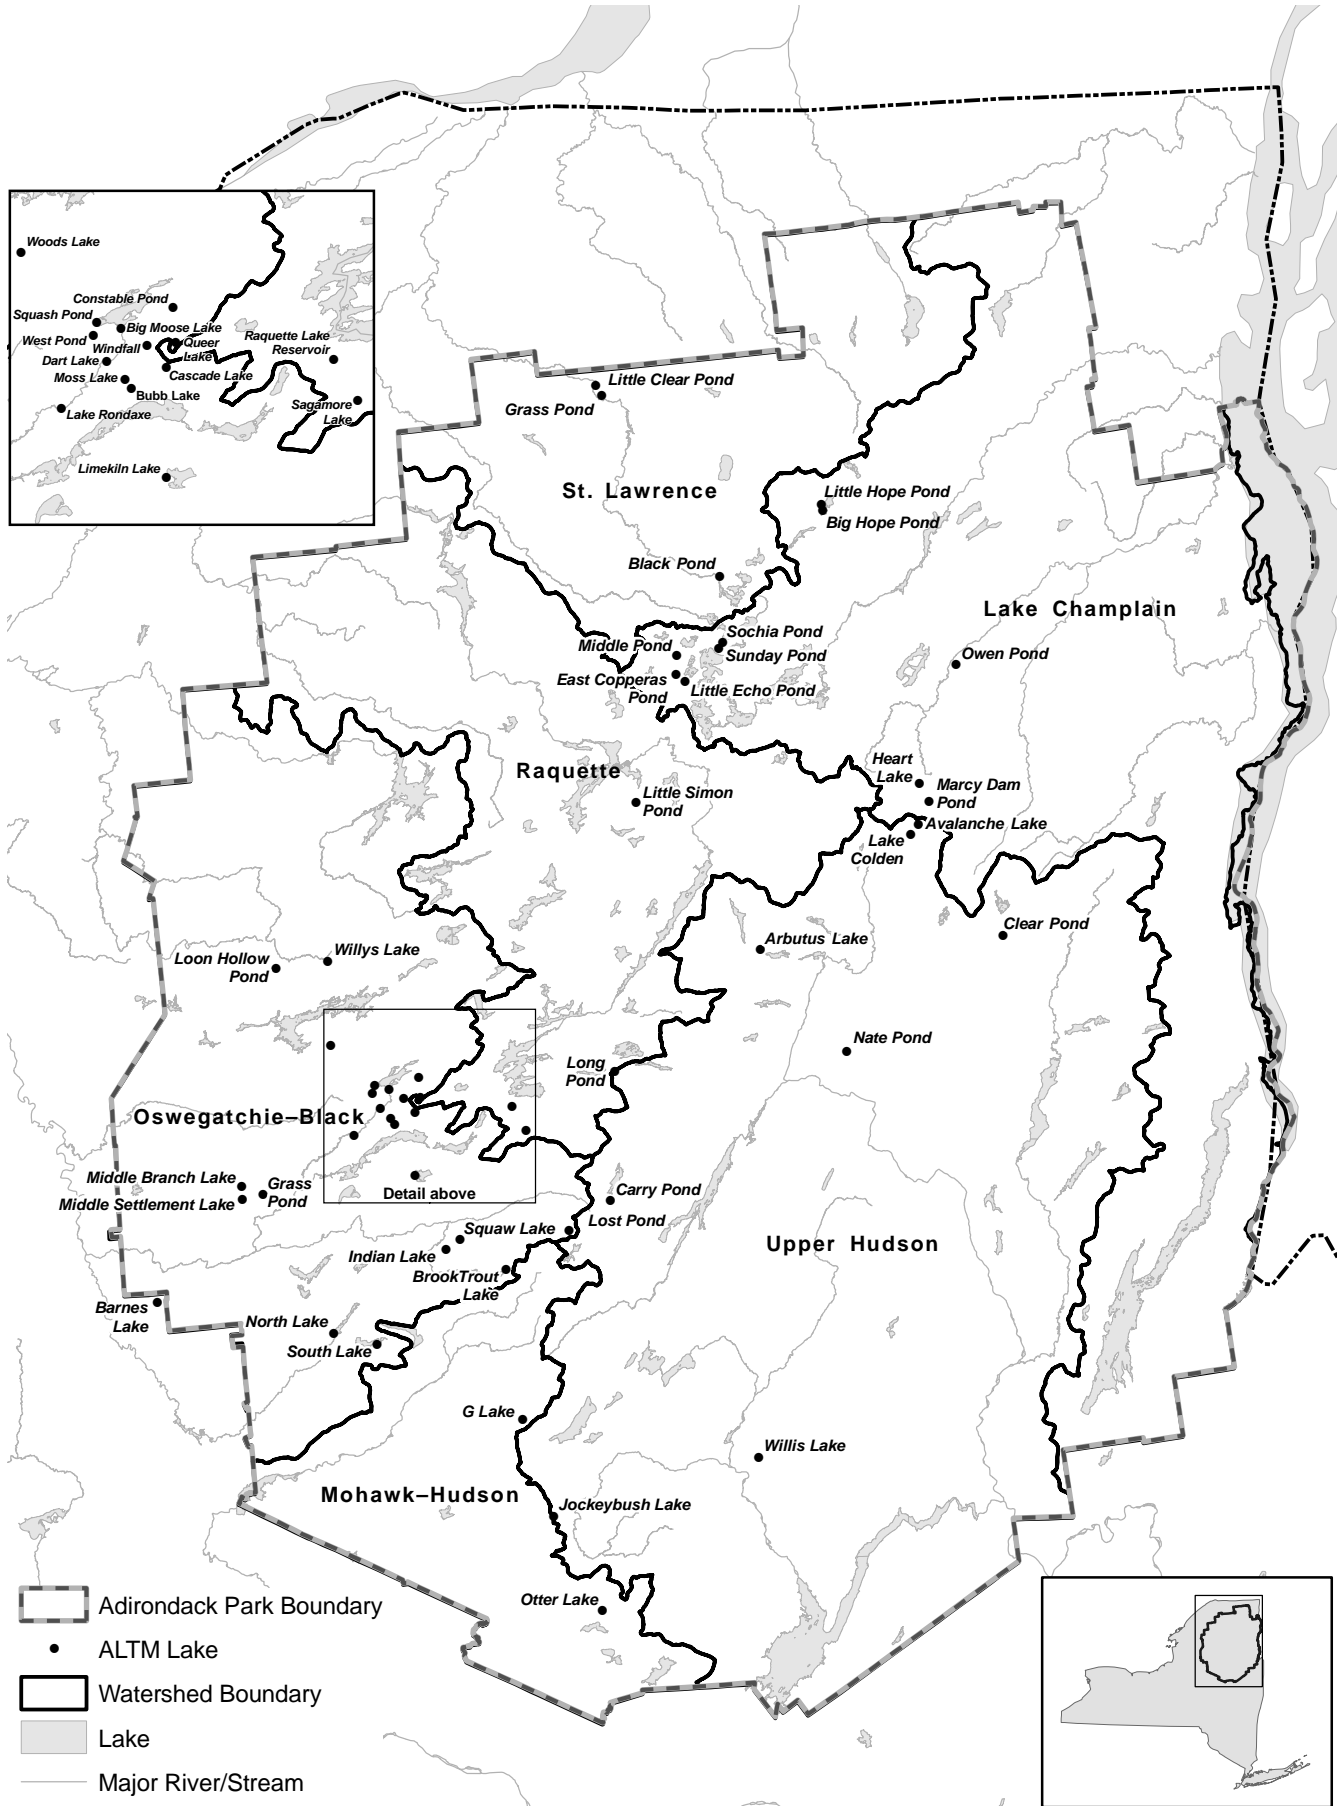 Woods Lake
Constable Pond
Squash Pond
Big Moose Lake
West Pond
Windfall
Queer
Lake
Raquette Lake
Reservoir
Dart Lake
Cascade Lake
Moss Lake
Bubb Lake
Lake Rondaxe
Sagamore
Lake
Limekiln Lake
Little Clear Pond
Grass Pond
St. Lawrence
Little Hope Pond
Big Hope Pond
Black Pond
Lake Champlain
Sochia Pond
Middle Pond
Sunday Pond
Owen Pond
East Copperas
Pond
Little Echo Pond
Raquette
Heart
Lake
Little Simon
Pond
Marcy Dam
Pond
Avalanche Lake
Lake
Colden
Clear Pond
Arbutus Lake
Willys Lake
Loon Hollow
Pond
Nate Pond
Long
Pond
Oswegatchie–Black
Middle Branch Lake
Grass
Pond
Middle Settlement Lake
Detail above
Carry Pond
Lost Pond
Squaw Lake
Indian Lake
Upper Hudson
BrookTrout
Lake
Barnes
Lake
North Lake
South Lake
G Lake
Willis Lake
Mohawk–Hudson
Jockeybush Lake
Otter Lake
Adirondack Park Boundary
ALTM Lake
Watershed Boundary
Lake
Major River/Stream